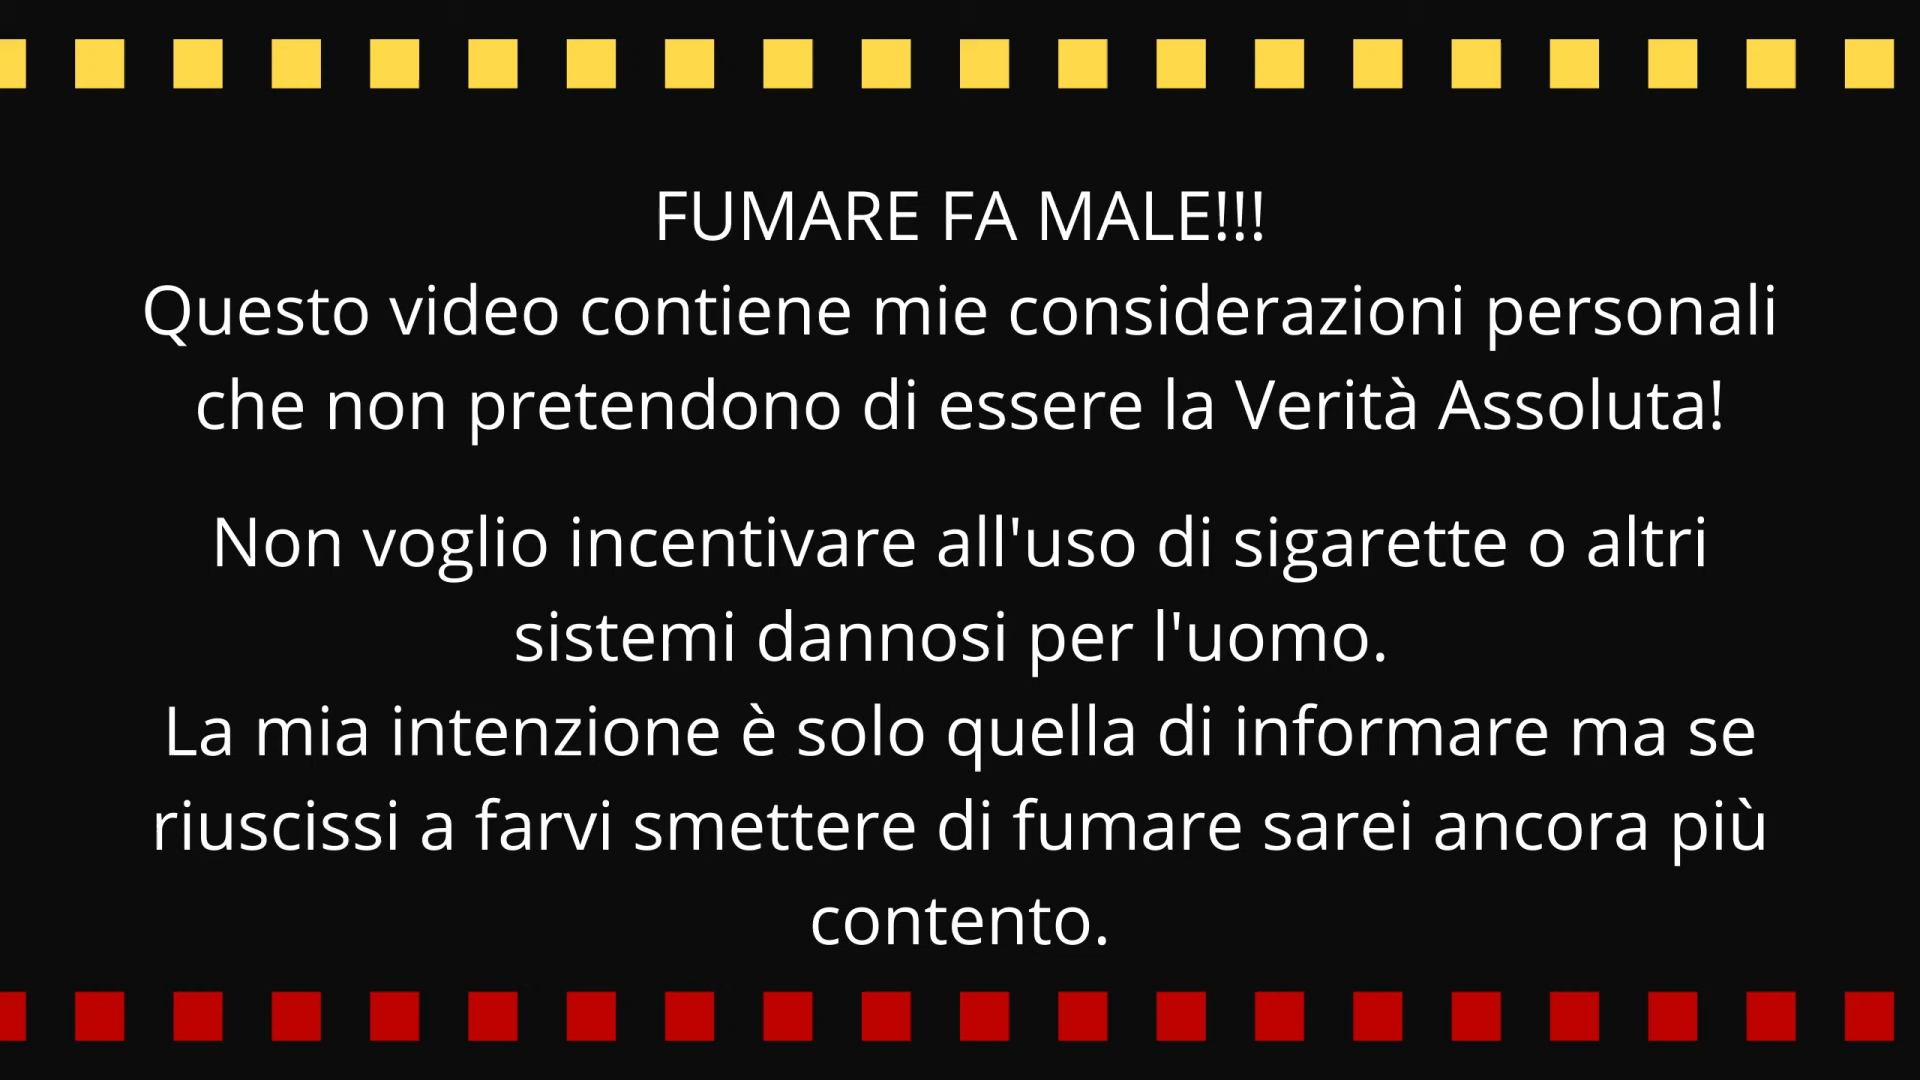 FUMARE FA MALE!!!
Questo video contiene mie considerazioni personali
che non pretendono di essere la Verità Assoluta!
Non voglio incentivare all'uso di sigarette o altri
sistemi dannosi per l'uomo.
La mia intenzione è solo quella di informare ma se
riuscissi a farvi smettere di fumare sarei ancora più
contento.